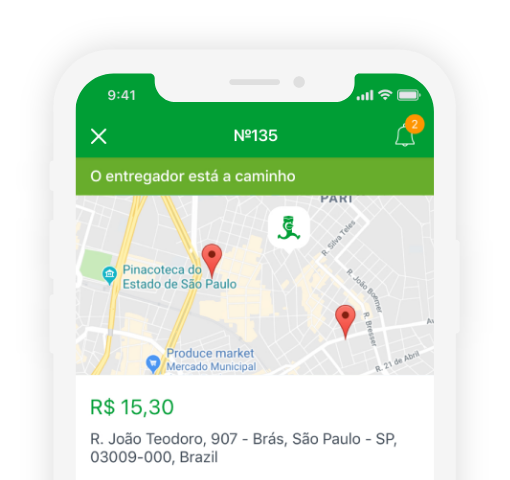 9:41
Nº135
2
O entregador está a caminho
PARI
R. Silva Teles
Pinacoteca do
Estado de São Paulo
R. João Boemer
R. Bresser
Produce market
Mercado Municipal
R. 21 de Abril
R$ 15,30
R. João Teodoro, 907 - Brás, São Paulo - SP,
03009-000, Brazil